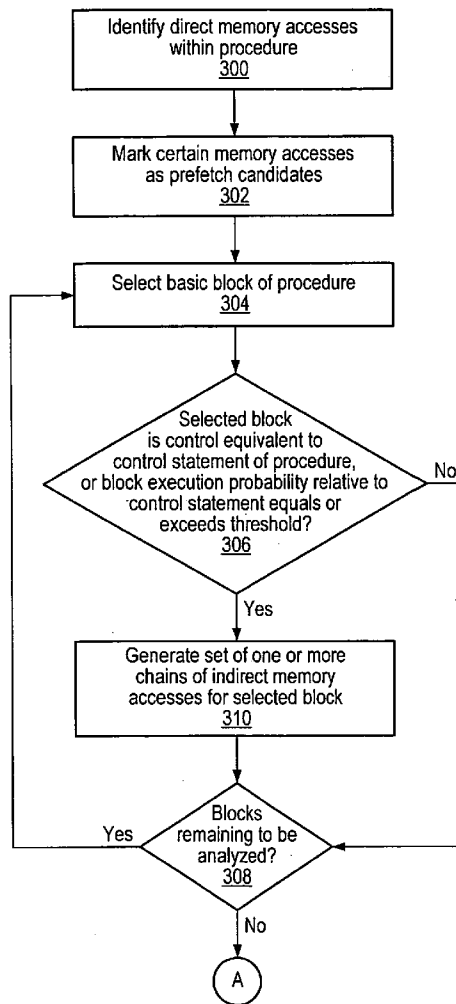 Identify direct memory accesses
within procedure
300
Mark certain memory accesses
as prefetch candidates
302
Select basic block of procedure
304
Selected block
is control equivalent to
control statement of procedure,
or block execution probability relative to
control statement equals or
exceeds threshold?
306
No
Yes
Generate set of one or more
chains of indirect memory
accesses for selected block
310
Yes
Blocks
remaining to be
analyzed?
308
No
A